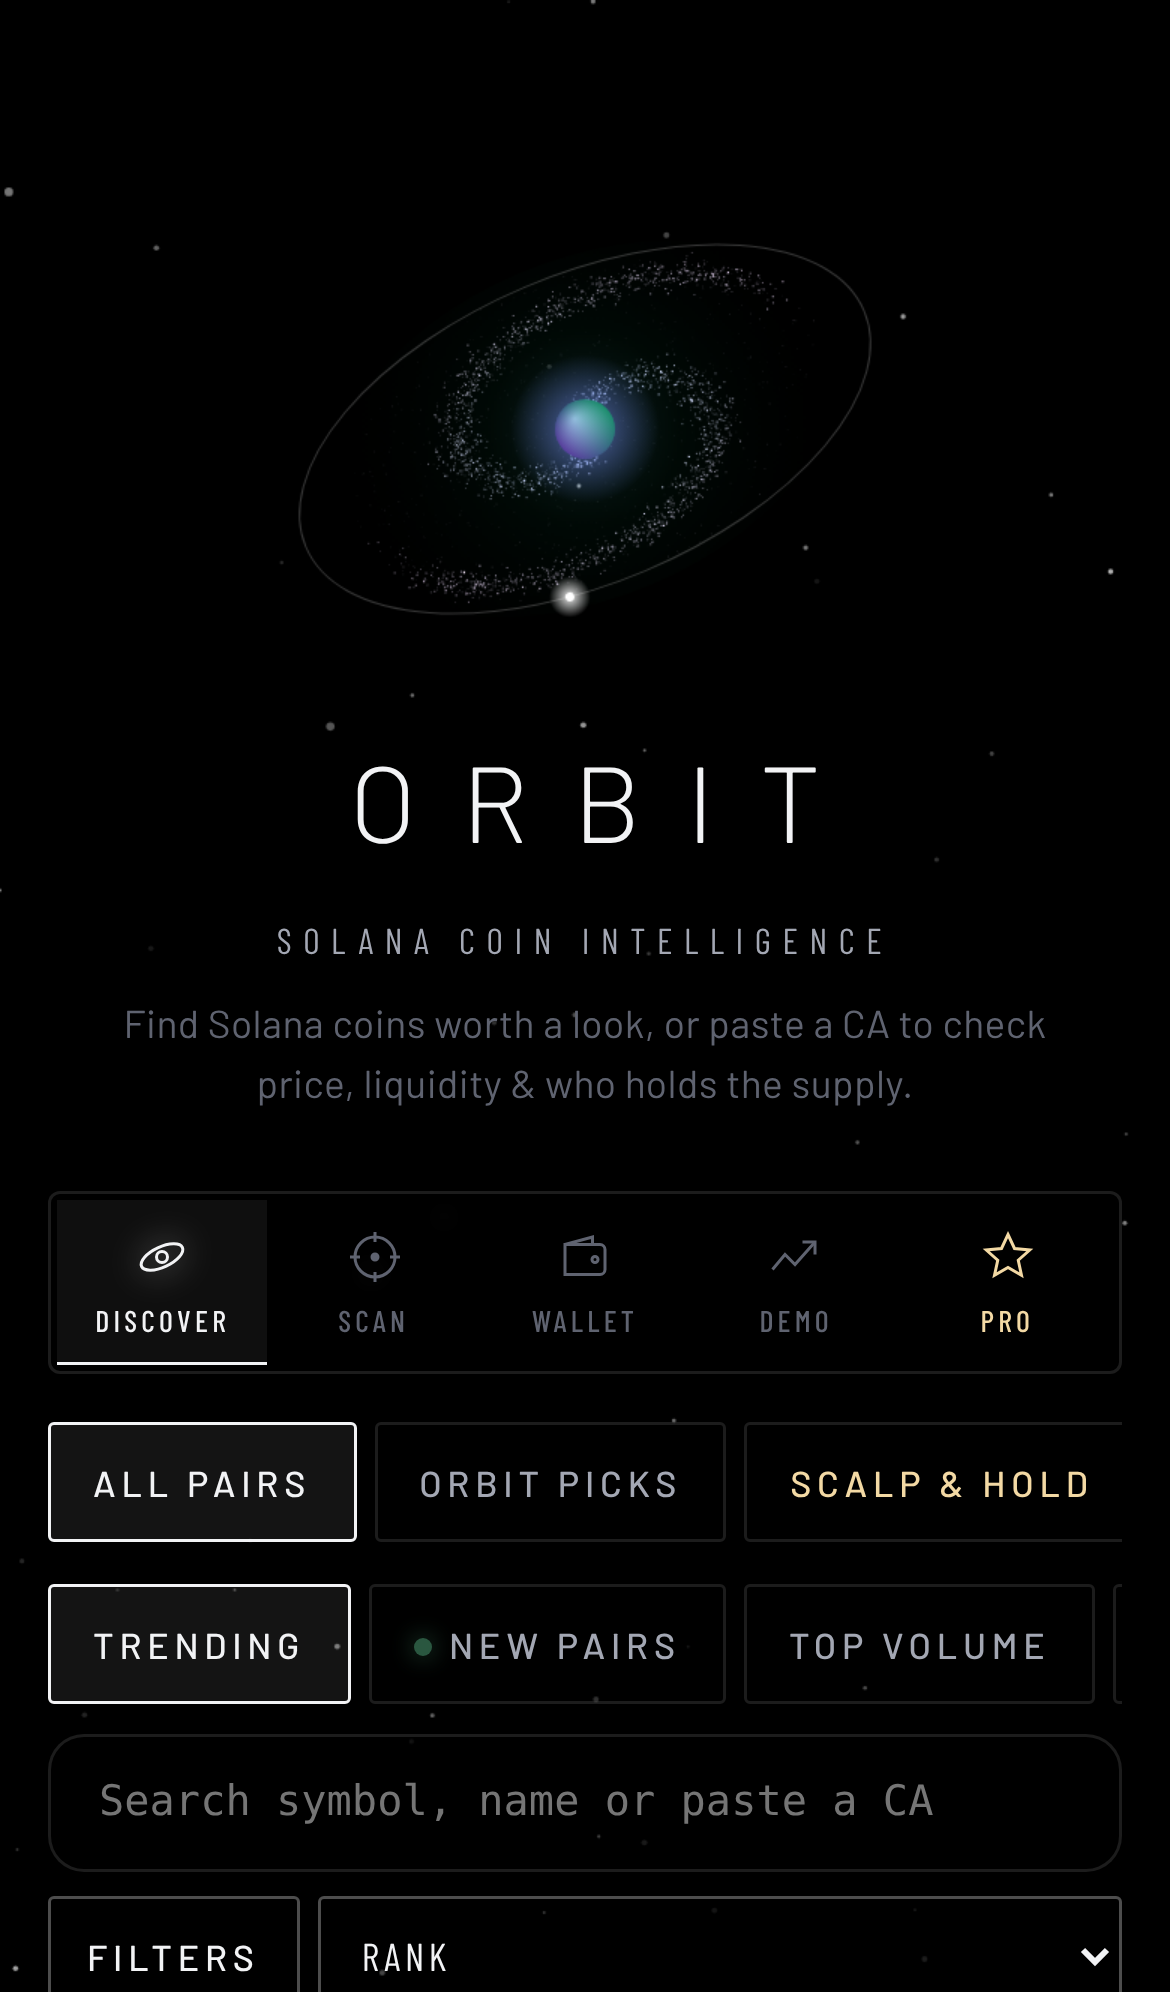 ORBIT
SOLANA COIN INTELLIGENCE
Find Solana coins worth a look, or paste a CA to check
price, liquidity & who holds the supply.
DISCOVER SCAN WALLET DEMO PRO
ALL PAIRS ORBIT PICKS SCALP & HOLD
TRENDING NEW PAIRS TOP VOLUME
Search symbol, name or paste a CA
FILTERS RANK